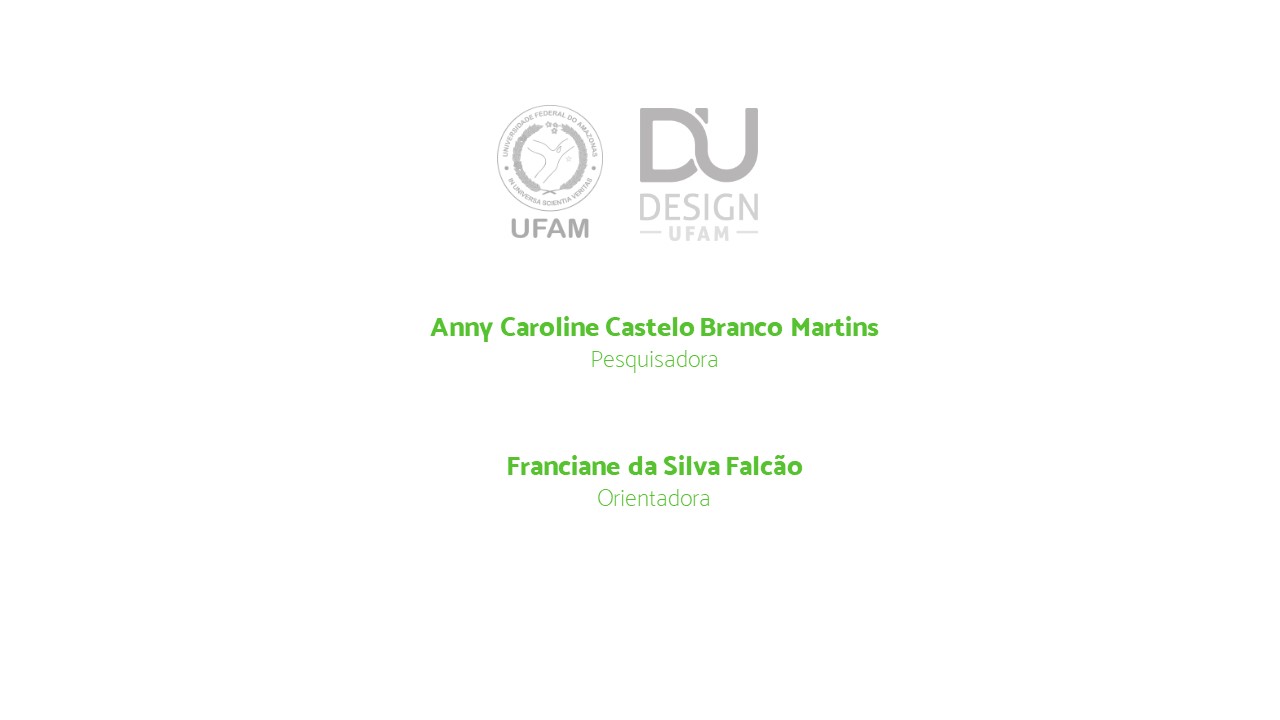 UNIVERSIDADE FEDERAL DO AMAZONAS
IN UNIVERSA SCIENTIA VERITAS
UFAM
DU
DESIGN
UFAM
Anny Caroline Castelo Branco Martins
Pesquisadora
Franciane da Silva Falcão
Orientadora